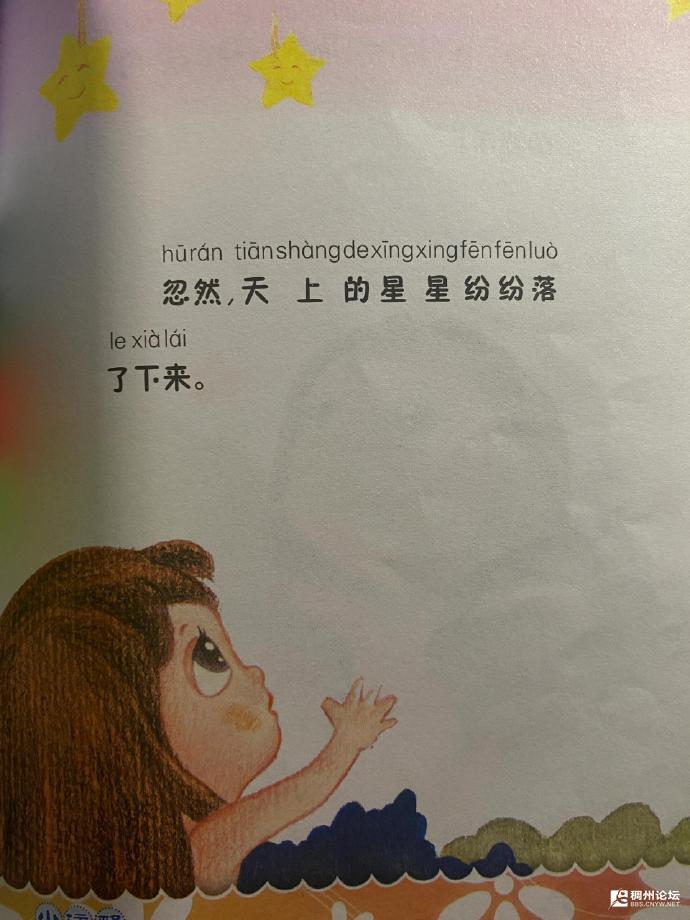 hūrán tiānshàngdexīngxingfēnfēnluò
忽然,天 上 的星 星 纷纷落
le xià lái
了下来。
稠州论坛
BBS.CNYW.NET